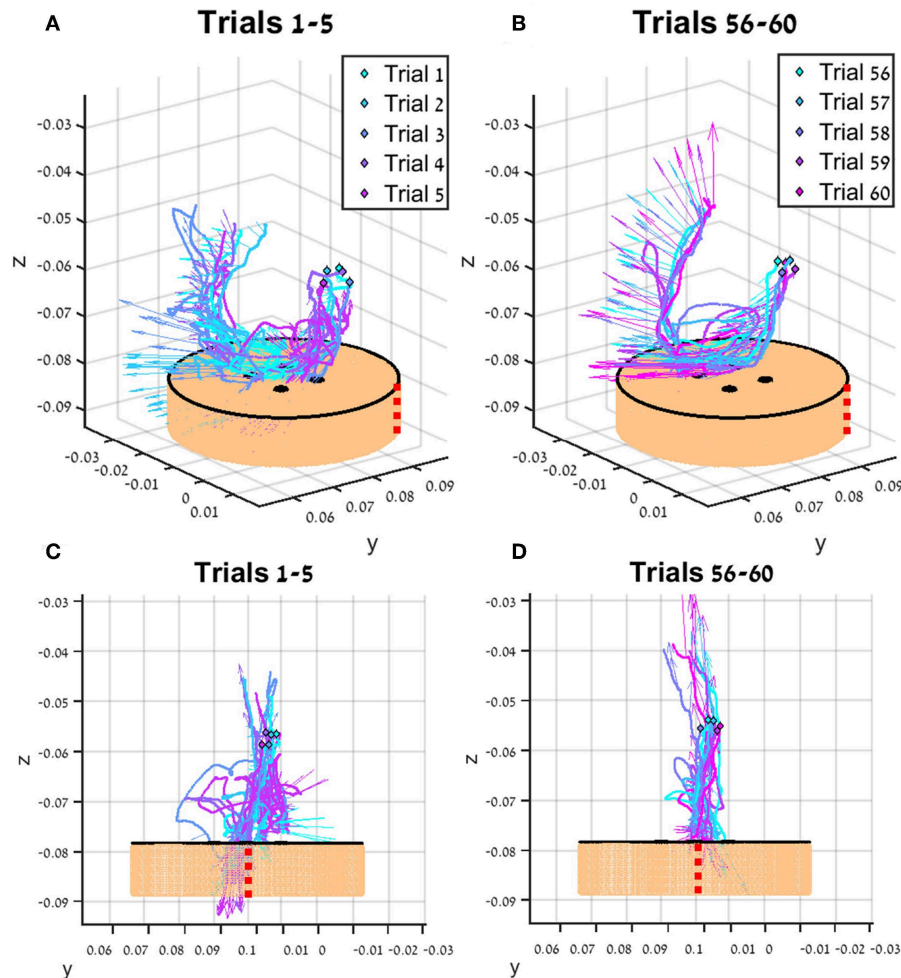 A
Trials 1-5
Trial 1
Trial 2
Trial 3
Trial 4
Trial 5
z
-0.03
-0.04
-0.05
-0.06
-0.07
-0.08
-0.09
-0.03
-0.02
-0.01
0
0.01
0.06
0.07
0.08
0.09
y
B
Trials 56-60
Trial 56
Trial 57
Trial 58
Trial 59
Trial 60
z
-0.03
-0.04
-0.05
-0.06
-0.07
-0.08
-0.09
-0.03
-0.02
-0.01
0
0.01
0.06
0.07
0.08
0.09
y
C
Trials 1-5
z
-0.03
-0.04
-0.05
-0.06
-0.07
-0.08
-0.09
0.06 0.07 0.08 0.09 0.1 0.01 0 -0.01 -0.02 -0.03
y
D
Trials 56-60
z
-0.03
-0.04
-0.05
-0.06
-0.07
-0.08
-0.09
0.06 0.07 0.08 0.09 0.1 0.01 0 -0.01 -0.02 -0.03
y